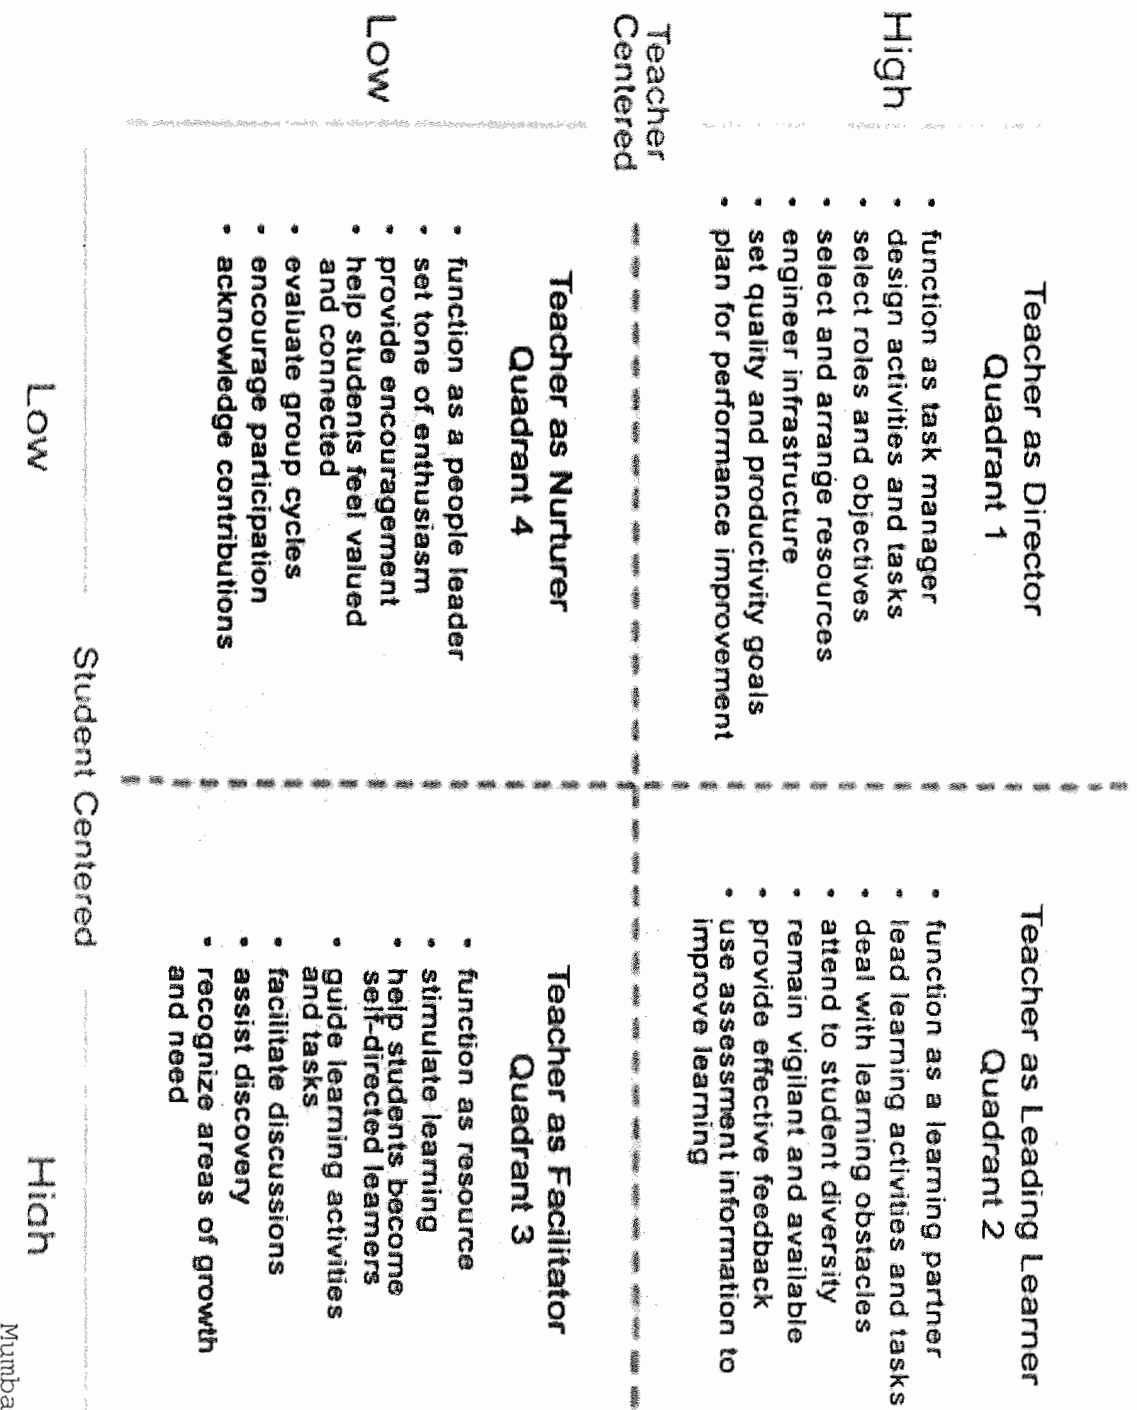 High
Teacher as Director
Quadrant 1
• function as task manager
• design activities and tasks
• select roles and objectives
• select and arrange resources
• engineer infrastructure
• set quality and productivity goals
• plan for performance improvement
Teacher as Leading Learner
Quadrant 2
• function as a learning partner
• lead learning activities and tasks
• deal with learning obstacles
• attend to student diversity
• remain vigilant and available
• provide effective feedback
• use assessment information to
improve learning
Teacher
Centered
Low
Teacher as Nurturer
Quadrant 4
• function as a people leader
• set tone of enthusiasm
• provide encouragement
• help students feel valued
and connected
• evaluate group cycles
• encourage participation
• acknowledge contributions
Teacher as Facilitator
Quadrant 3
• function as resource
• stimulate learning
• help students become
self-directed learners
• guide learning activities
and tasks
• facilitate discussions
• assist discovery
• recognize areas of growth
and need
Student Centered
Low
High
Mumba